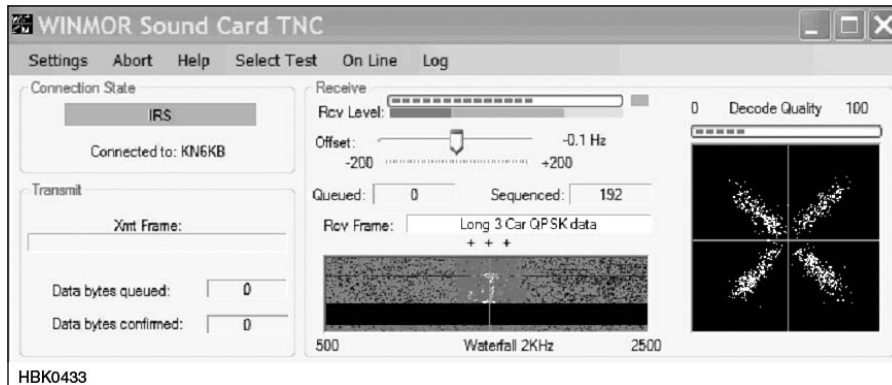 WINMOR Sound Card TNC
Settings Abort Help Select Test On Line Log
Connection State
IRS
Connected to: KN6KB
Transmit
Xmt Frame:
Data bytes queued: 0
Data bytes confirmed: 0
Receive
Rcv Level:
Offset: -0.1 Hz
-200 +200
Queued: 0 Sequenced: 192
Rcv Frame: Long 3 Car QPSK data
+ + +
500 Waterfall 2KHz 2500
0 Decode Quality 100
HBK0433